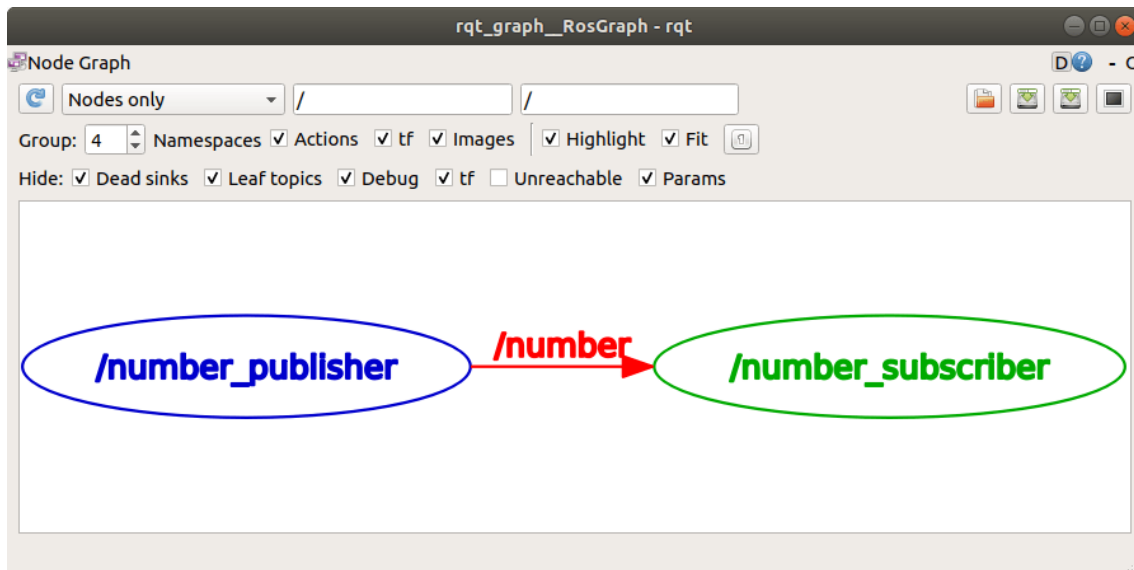 rqt_graph__RosGraph - rqt
Node Graph D ? - C
Nodes only / /
Group: 4 Namespaces Actions tf Images Highlight Fit
Hide: Dead sinks Leaf topics Debug tf Unreachable Params
/number_publisher /number /number_subscriber